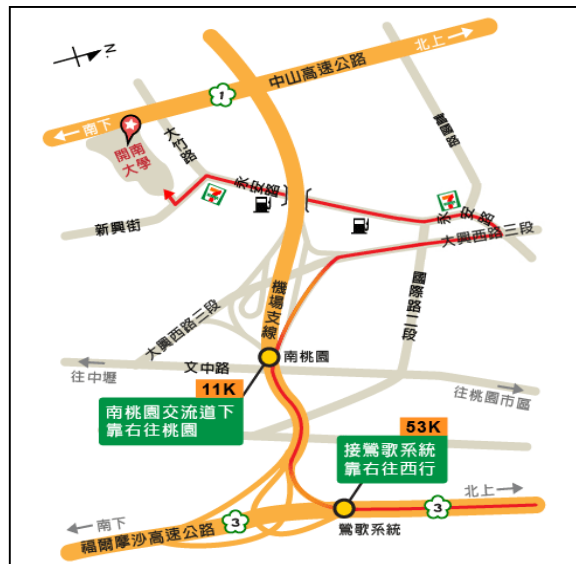 N
北上
中山高速公路
1
南下
開南
大學
大竹路
富國路
永安路
7
7
永安路
新興街
大興西路三段
國際路二段
大興西路三段
機場支線
文中路
南桃園
往中壢
往桃園市區
11K
南桃園交流道下
靠右往桃園
53K
接鶯歌系統
靠右往西行
北上
3
南下
3
福爾摩沙高速公路
鶯歌系統